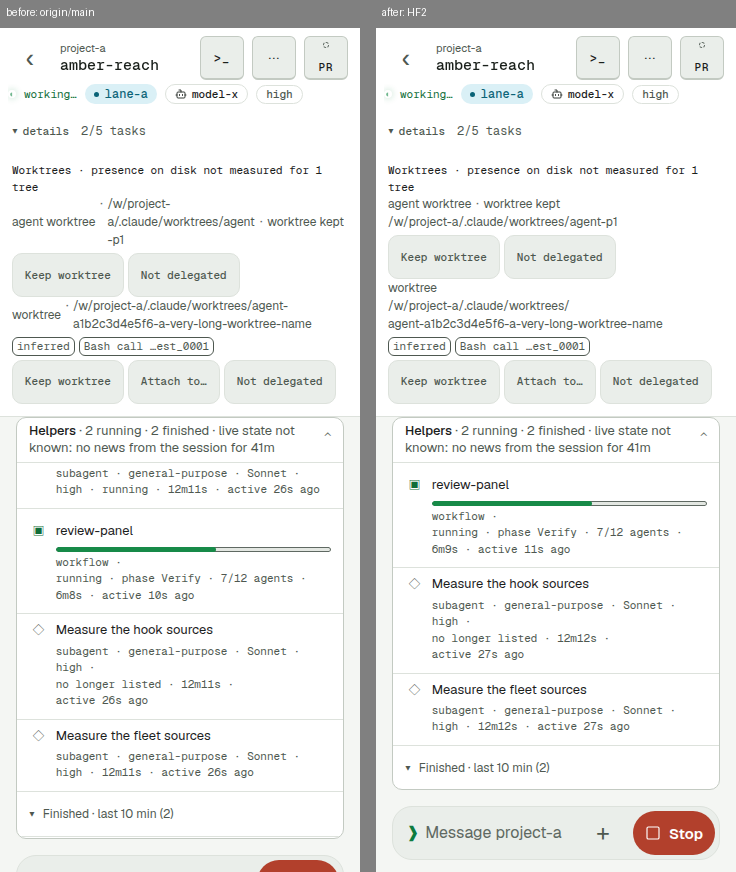 before: origin/main
project-a
amber-reach
>_
...
PR
working…
lane-a
model-x
high
▾ details 2/5 tasks
Worktrees · presence on disk not measured for 1
tree
agent worktree · /w/project-
a/.claude/worktrees/agent
-p1 · worktree kept
Keep worktree
Not delegated
worktree · /w/project-a/.claude/worktrees/agent-
a1b2c3d4e5f6-a-very-long-worktree-name
inferred
Bash call …est_0001
Keep worktree
Attach to…
Not delegated
Helpers · 2 running · 2 finished · live state not
known: no news from the session for 41m
subagent · general-purpose · Sonnet ·
high · running · 12m11s · active 26s ago
review-panel
workflow ·
running · phase Verify · 7/12 agents ·
6m8s · active 10s ago
Measure the hook sources
subagent · general-purpose · Sonnet ·
high ·
no longer listed · 12m11s ·
active 26s ago
Measure the fleet sources
subagent · general-purpose · Sonnet ·
high · 12m11s · active 26s ago
▾ Finished · last 10 min (2)
after: HF2
project-a
amber-reach
>_
...
PR
working…
lane-a
model-x
high
▾ details 2/5 tasks
Worktrees · presence on disk not measured for 1
tree
agent worktree · worktree kept
/w/project-a/.claude/worktrees/agent-p1
Keep worktree
Not delegated
worktree
/w/project-a/.claude/worktrees/
agent-a1b2c3d4e5f6-a-very-long-worktree-name
inferred
Bash call …est_0001
Keep worktree
Attach to…
Not delegated
Helpers · 2 running · 2 finished · live state not
known: no news from the session for 41m
review-panel
workflow ·
running · phase Verify · 7/12 agents ·
6m9s · active 11s ago
Measure the hook sources
subagent · general-purpose · Sonnet ·
high ·
no longer listed · 12m12s ·
active 27s ago
Measure the fleet sources
subagent · general-purpose · Sonnet ·
high · 12m12s · active 27s ago
▾ Finished · last 10 min (2)
❯ Message project-a
+
Stop